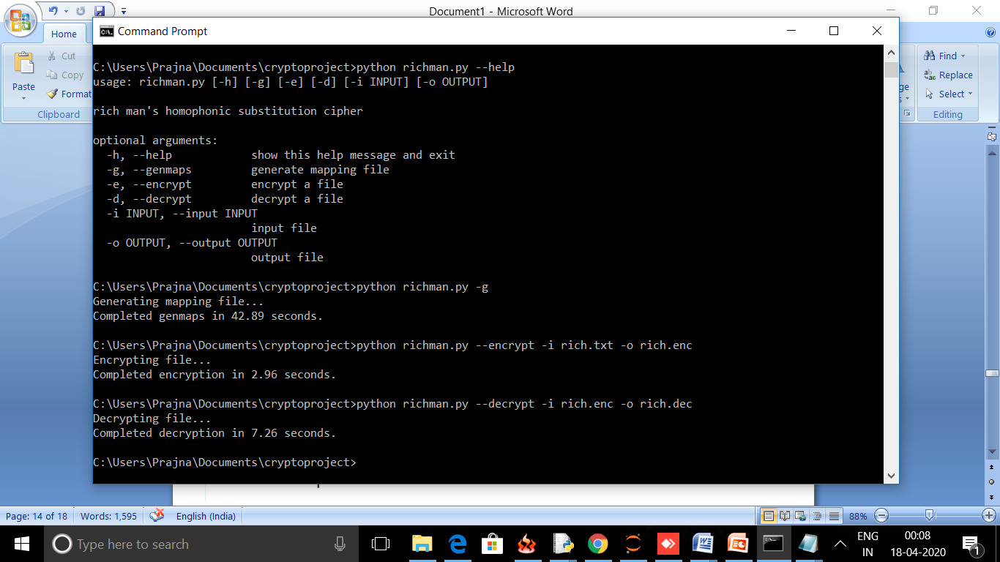 Document1 - Microsoft Word
Home
Cut
Copy
Format
Paste
Clipboard
Find
Replace
Select
Editing
Command Prompt
C:\Users\Prajna\Documents\cryptoproject>python richman.py --help
usage: richman.py [-h] [-g] [-e] [-d] [-i INPUT] [-o OUTPUT]
rich man's homophonic substitution cipher
optional arguments:
-h, --help show this help message and exit
-g, --genmaps generate mapping file
-e, --encrypt encrypt a file
-d, --decrypt decrypt a file
-i INPUT, --input INPUT
input file
-o OUTPUT, --output OUTPUT
output file
C:\Users\Prajna\Documents\cryptoproject>python richman.py -g
Generating mapping file...
Completed genmaps in 42.89 seconds.
C:\Users\Prajna\Documents\cryptoproject>python richman.py --encrypt -i rich.txt -o rich.enc
Encrypting file...
Completed encryption in 2.96 seconds.
C:\Users\Prajna\Documents\cryptoproject>python richman.py --decrypt -i rich.enc -o rich.dec
Decrypting file...
Completed decryption in 7.26 seconds.
C:\Users\Prajna\Documents\cryptoproject>
Page: 14 of 18 Words: 1,595 English (India) 88%
Type here to search
ENG
IN
00:08
18-04-2020
1